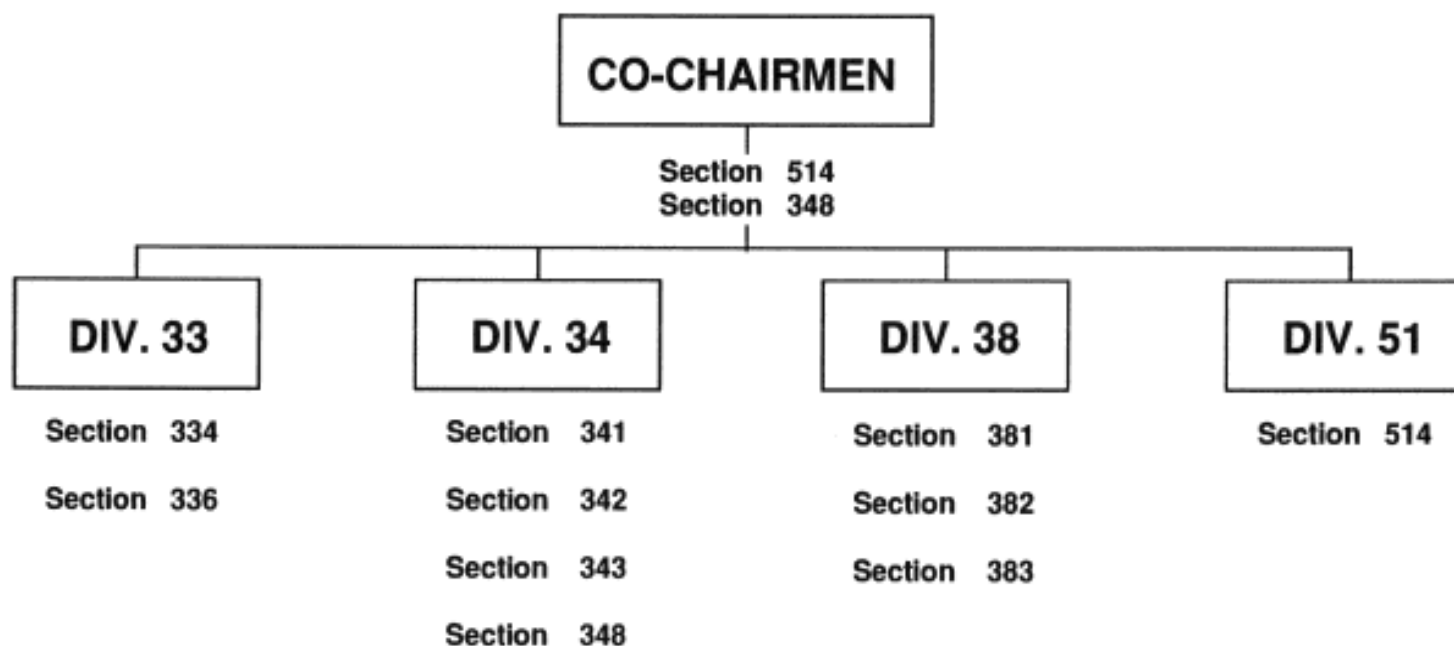 CO-CHAIRMEN
Section 514
Section 348
DIV. 33
Section 334
Section 336
DIV. 34
Section 341
Section 342
Section 343
Section 348
DIV. 38
Section 381
Section 382
Section 383
DIV. 51
Section 514